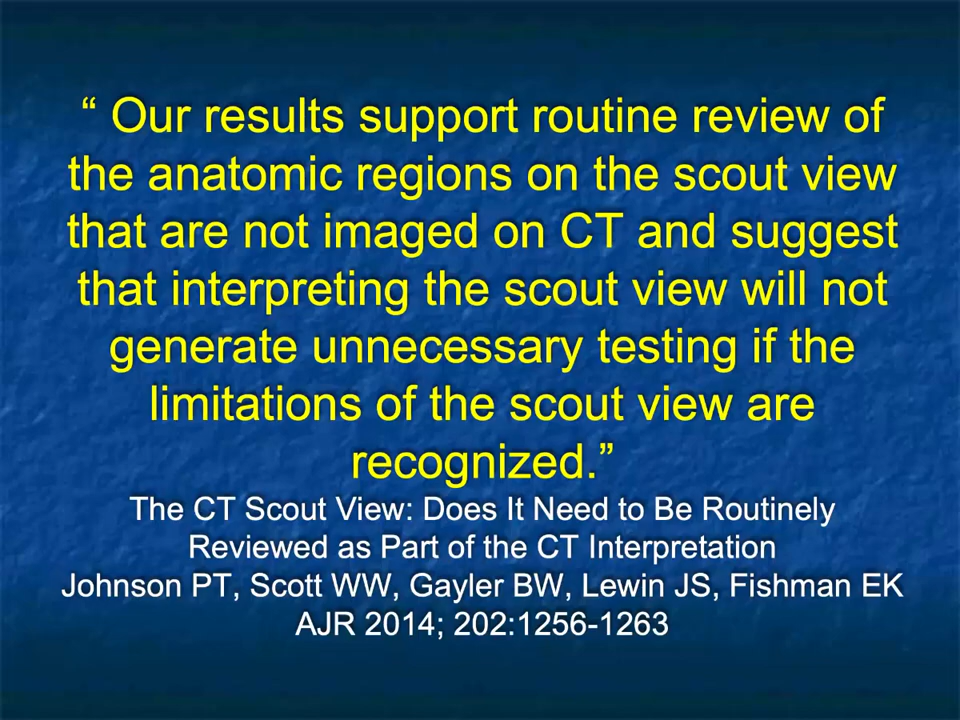 “ Our results support routine review of
the anatomic regions on the scout view
that are not imaged on CT and suggest
that interpreting the scout view will not
generate unnecessary testing if the
limitations of the scout view are
recognized.”
The CT Scout View: Does It Need to Be Routinely
Reviewed as Part of the CT Interpretation
Johnson PT, Scott WW, Gayler BW, Lewin JS, Fishman EK
AJR 2014; 202:1256-1263